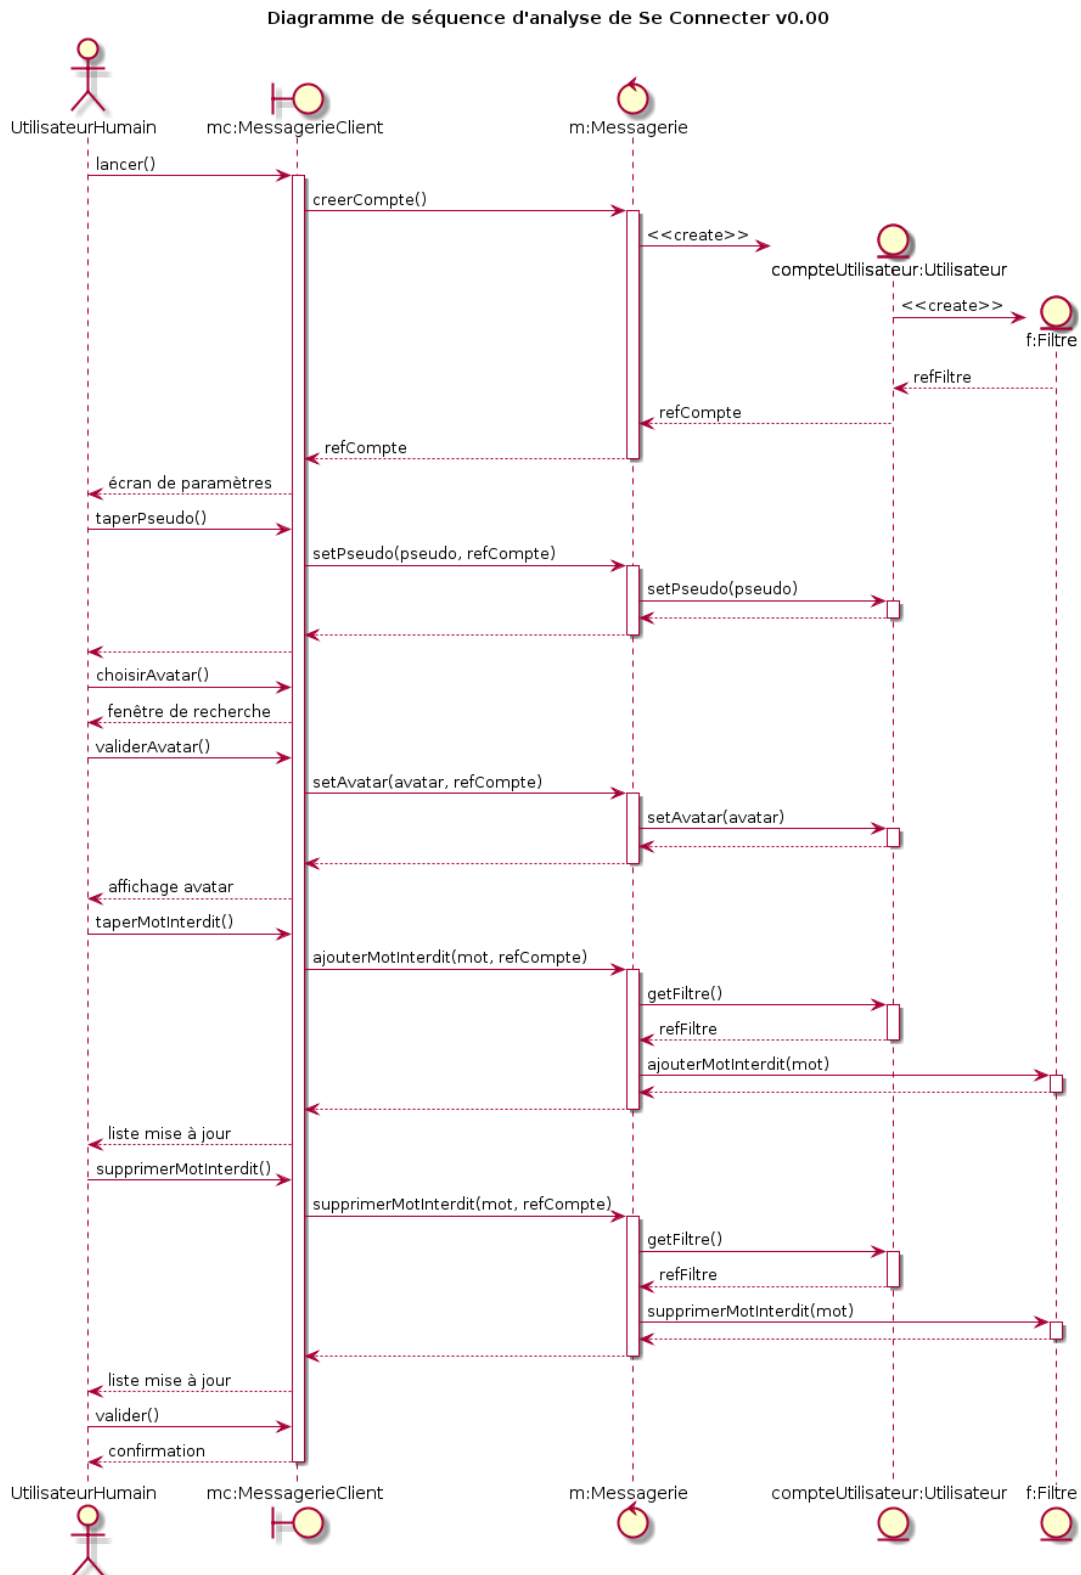 Diagramme de séquence d'analyse de Se Connecter v0.00
UtilisateurHumain
mc:MessagerieClient
m:Messagerie
lancer()
creerCompte()
<<create>>
compteUtilisateur:Utilisateur
<<create>>
f:Filtre
refFiltre
refCompte
refCompte
écran de paramètres
taperPseudo()
setPseudo(pseudo, refCompte)
setPseudo(pseudo)
choisirAvatar()
fenêtre de recherche
validerAvatar()
setAvatar(avatar, refCompte)
setAvatar(avatar)
affichage avatar
taperMotInterdit()
ajouterMotInterdit(mot, refCompte)
getFiltre()
refFiltre
ajouterMotInterdit(mot)
liste mise à jour
supprimerMotInterdit()
supprimerMotInterdit(mot, refCompte)
getFiltre()
refFiltre
supprimerMotInterdit(mot)
liste mise à jour
valider()
confirmation
UtilisateurHumain
mc:MessagerieClient
m:Messagerie
compteUtilisateur:Utilisateur
f:Filtre